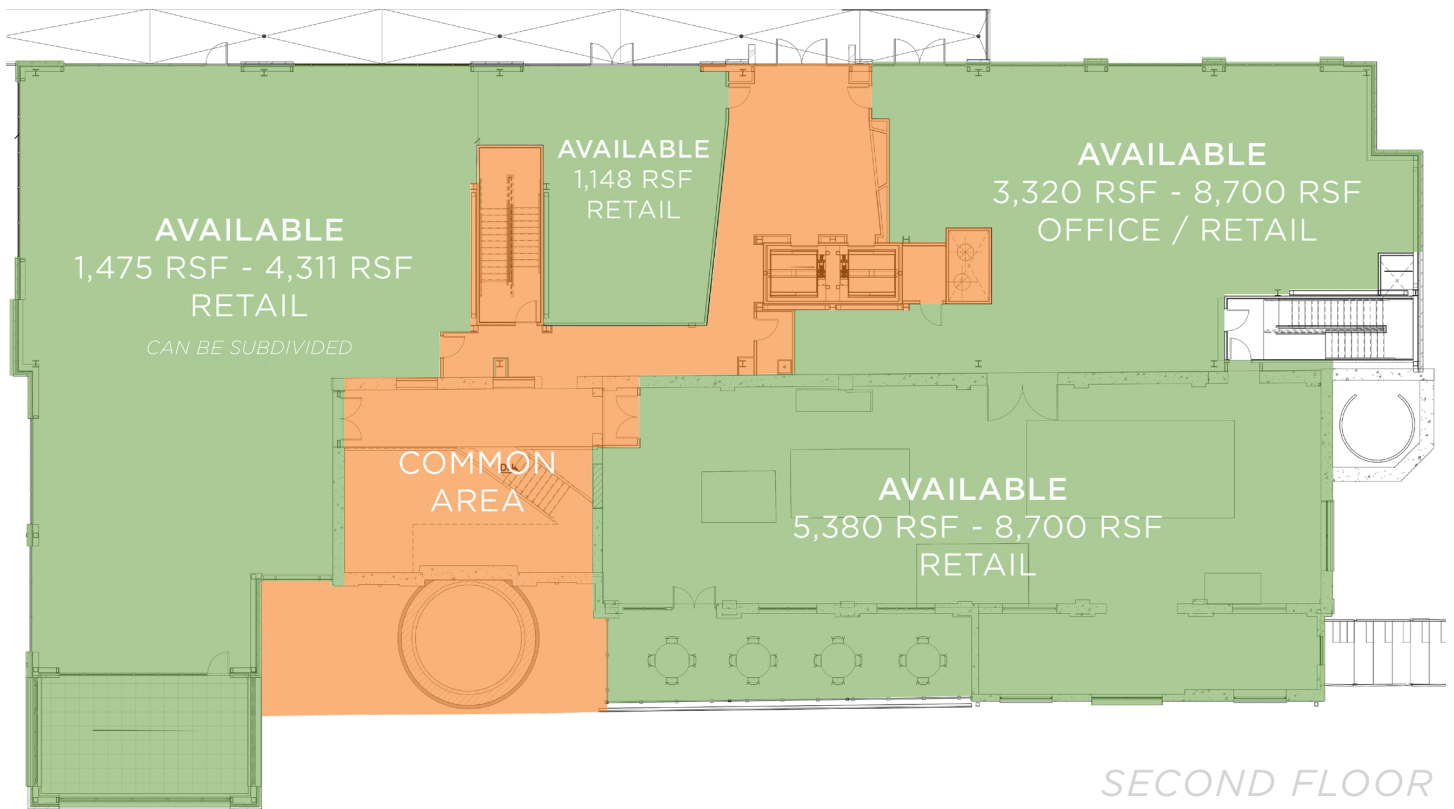 AVAILABLE
1,475 RSF - 4,311 RSF
RETAIL
CAN BE SUBDIVIDED
AVAILABLE
1,148 RSF
RETAIL
AVAILABLE
3,320 RSF - 8,700 RSF
OFFICE / RETAIL
COMMON
AREA
AVAILABLE
5,380 RSF - 8,700 RSF
RETAIL
SECOND FLOOR